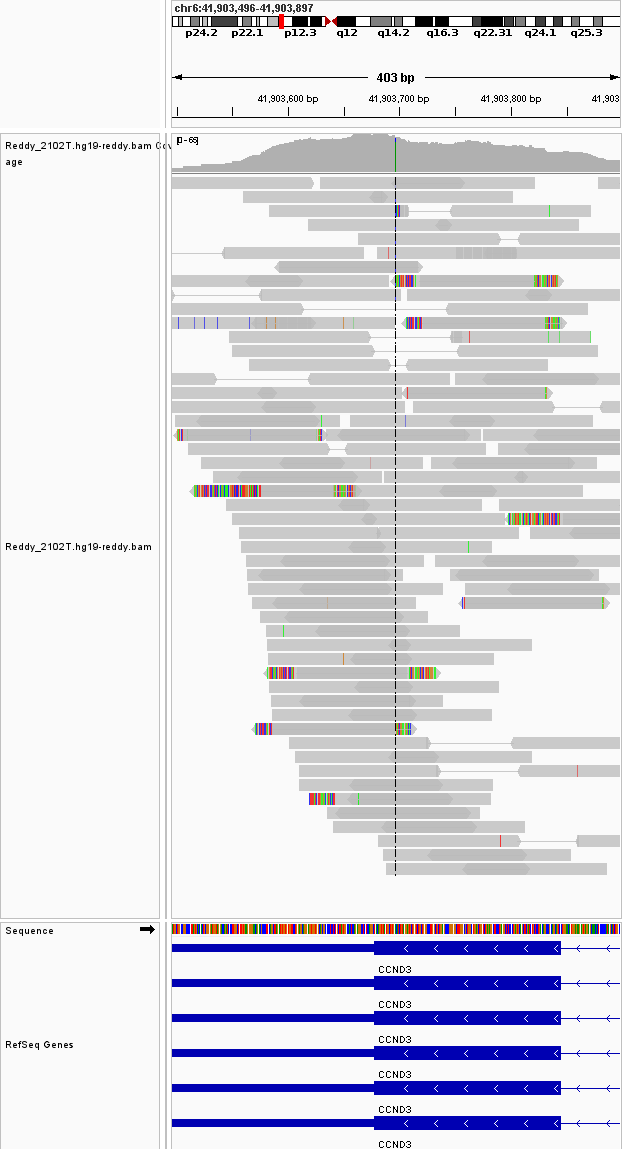 chr6:41,903,496-41,903,897
p24.2 p22.1 p12.3 q12 q14.2 q16.3 q22.31 q24.1 q25.3
403 bp
41,903,600 bp 41,903,700 bp 41,903,800 bp 41,903
Reddy_2102T.hg19-reddy.bam Cov
age
Reddy_2102T.hg19-reddy.bam
Sequence
CCND3
CCND3
CCND3
RefSeq Genes
CCND3
CCND3
CCND3